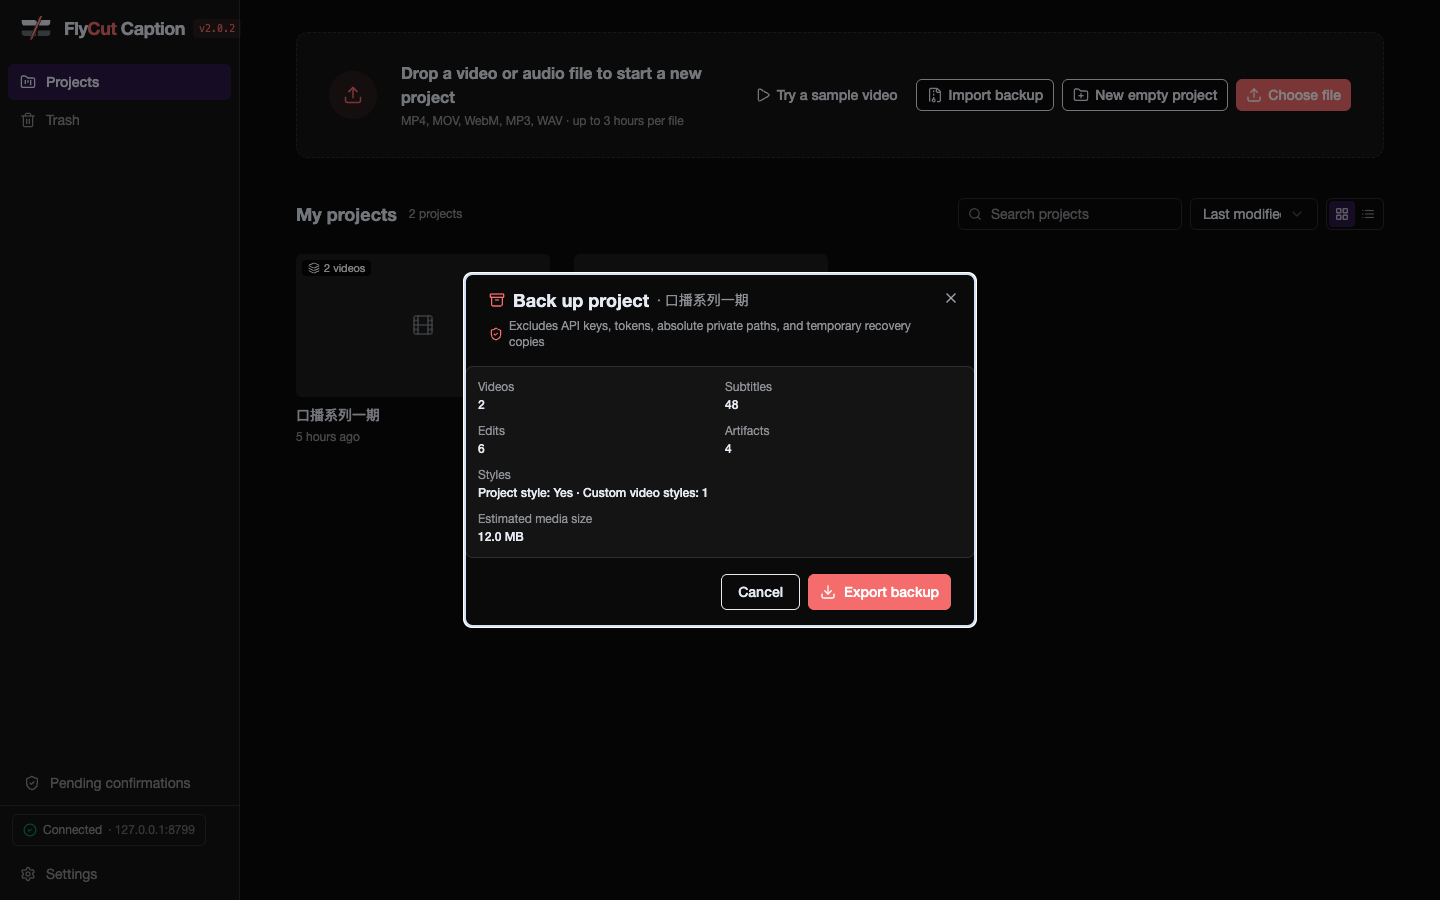 FlyCut Caption v2.0.2
Projects
Trash
Drop a video or audio file to start a new
project
MP4, MOV, WebM, MP3, WAV · up to 3 hours per file
Try a sample video
Import backup
New empty project
Choose file
My projects 2 projects
Search projects
Last modifie
2 videos
口播系列一期
5 hours ago
Back up project · 口播系列一期
Excludes API keys, tokens, absolute private paths, and temporary recovery
copies
Videos
2
Subtitles
48
Edits
6
Artifacts
4
Styles
Project style: Yes · Custom video styles: 1
Estimated media size
12.0 MB
Cancel
Export backup
Pending confirmations
Connected · 127.0.0.1:8799
Settings